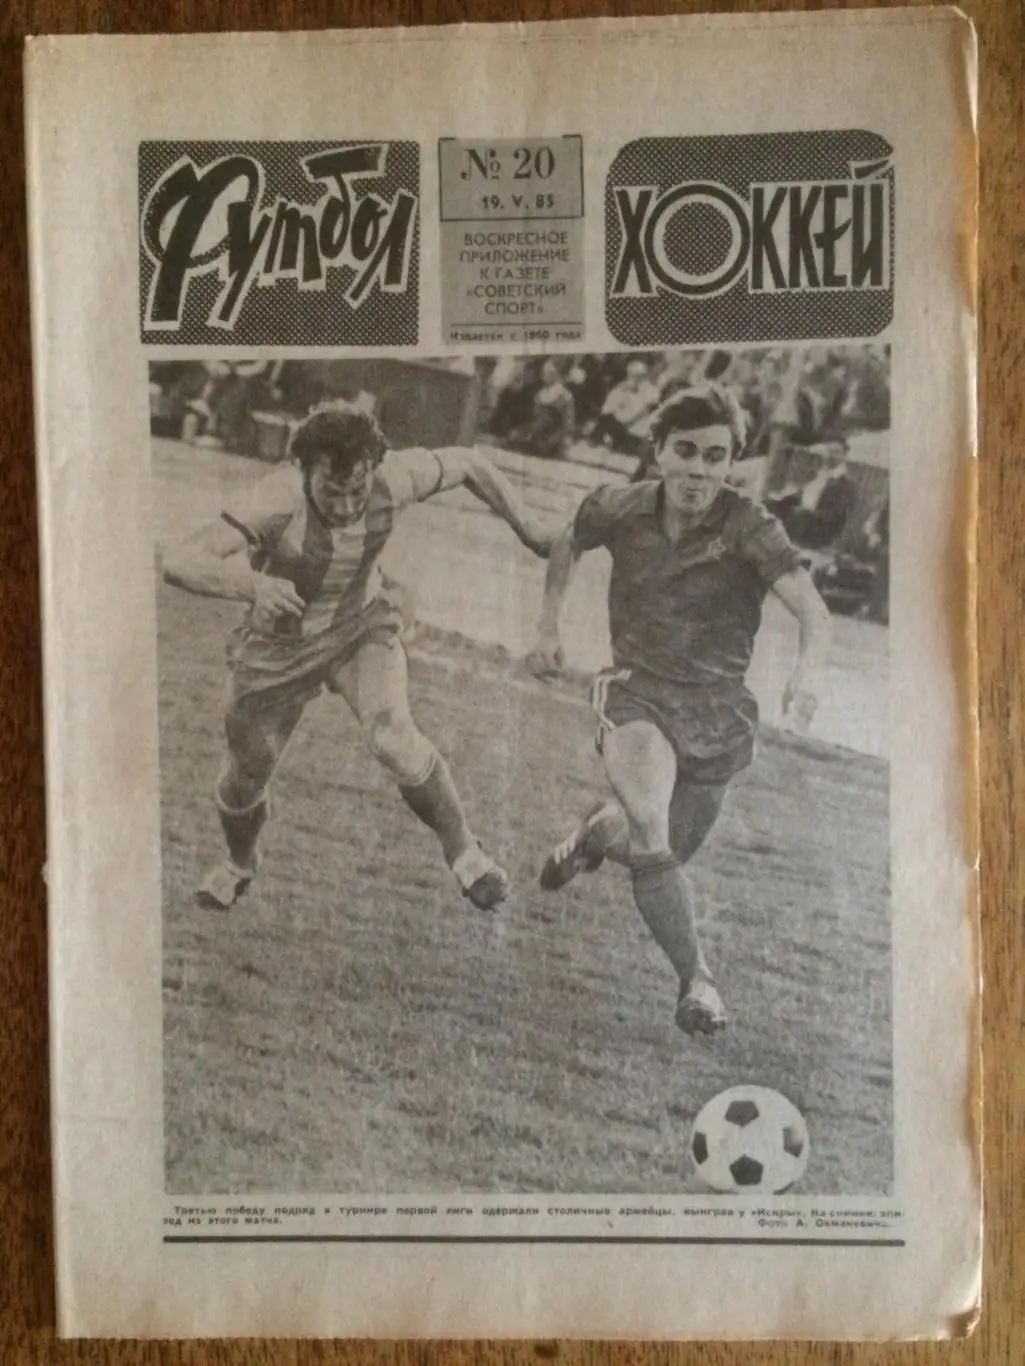 Футбол
№ 20
19. V. 85
ВОСКРЕСНОЕ
ПРИЛОЖЕНИЕ
К ГАЗЕТЕ
«СОВЕТСКИЙ
СПОРТ»
Издается с 1960 года
ХОККЕЙ
Третью победу подряд в турнире первой лиги одержали столичные армейцы, выиграв у «Искры». На снимке: эпи-
зод из этого матча.
Фото А.